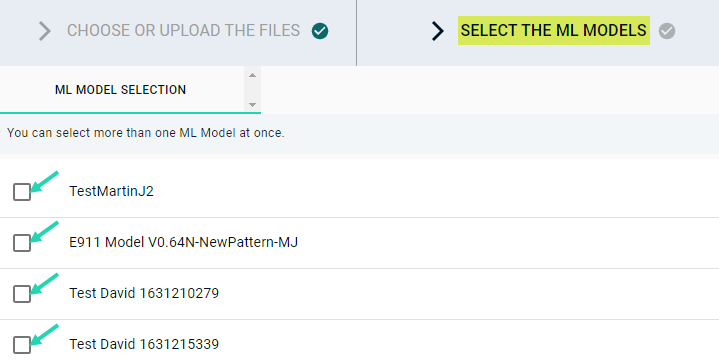 CHOOSE OR UPLOAD THE FILES
SELECT THE ML MODELS
ML MODEL SELECTION
You can select more than one ML Model at once.
TestMartinJ2
E911 Model V0.64N-NewPattern-MJ
Test David 1631210279
Test David 1631215339